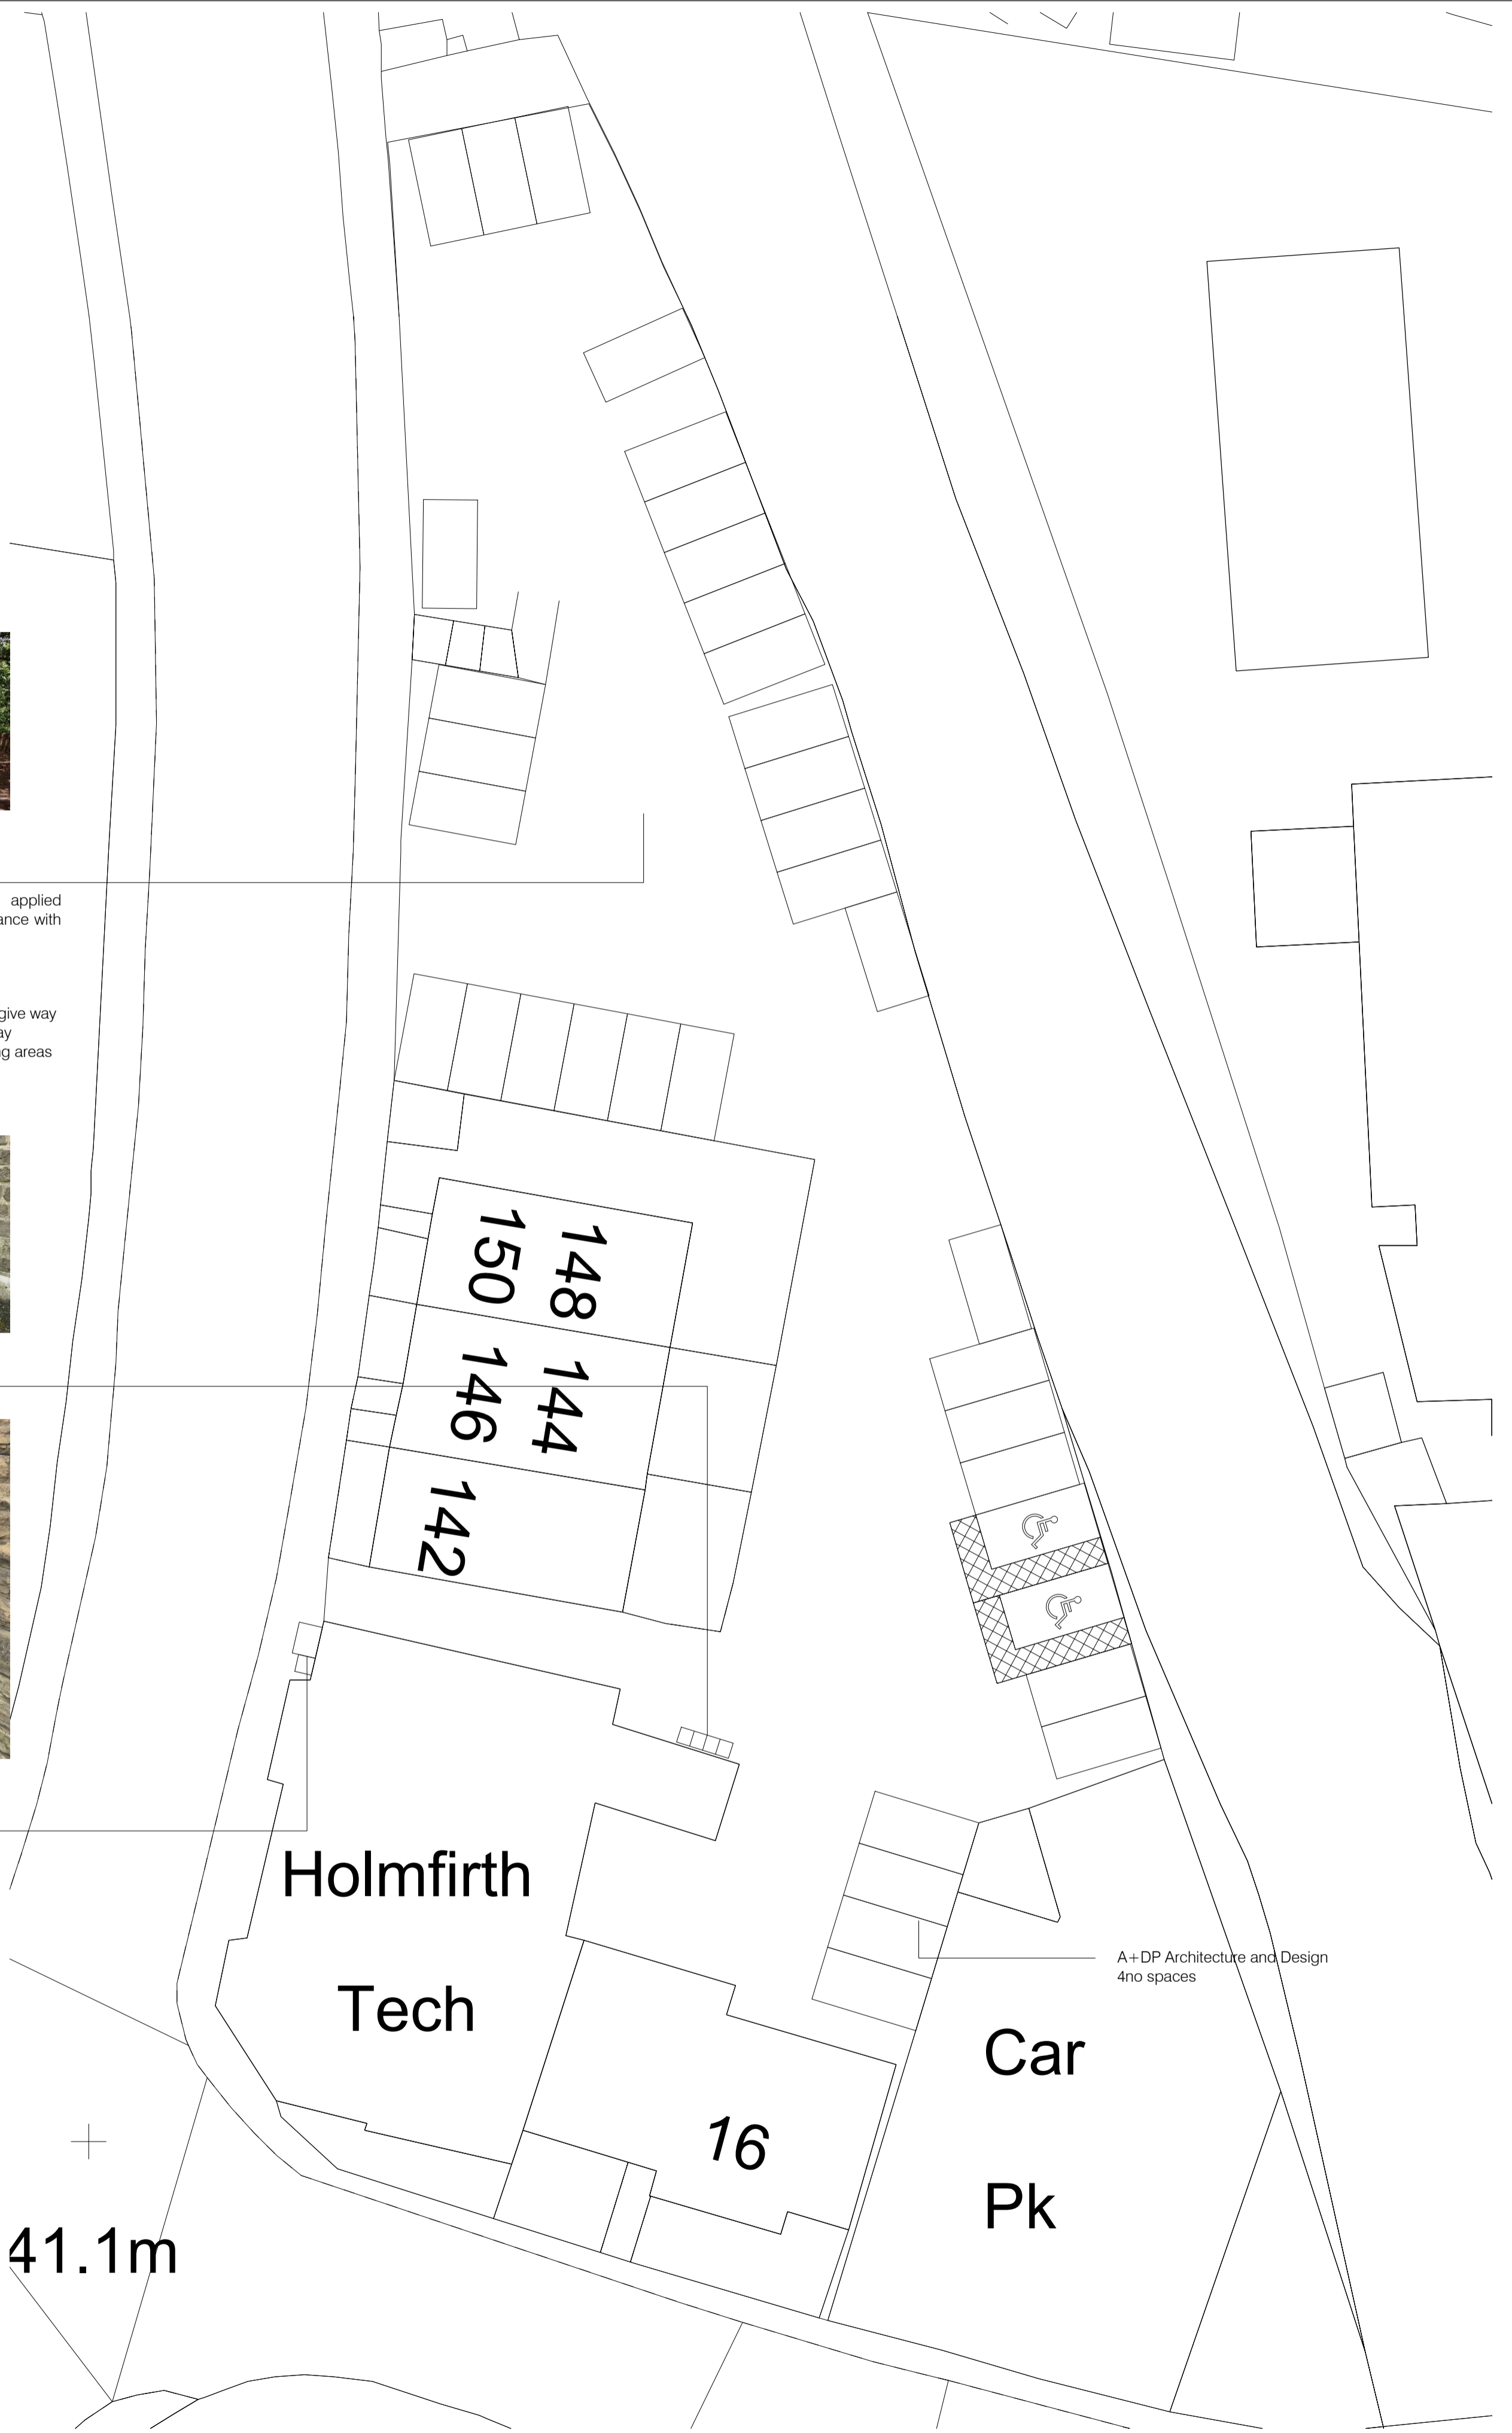 applied
ance with
give way
ay
g areas
148
150
144
146
142
Holmfirth
Tech
A+DP Architecture and Design
4no spaces
Car
Pk
16
41.1m